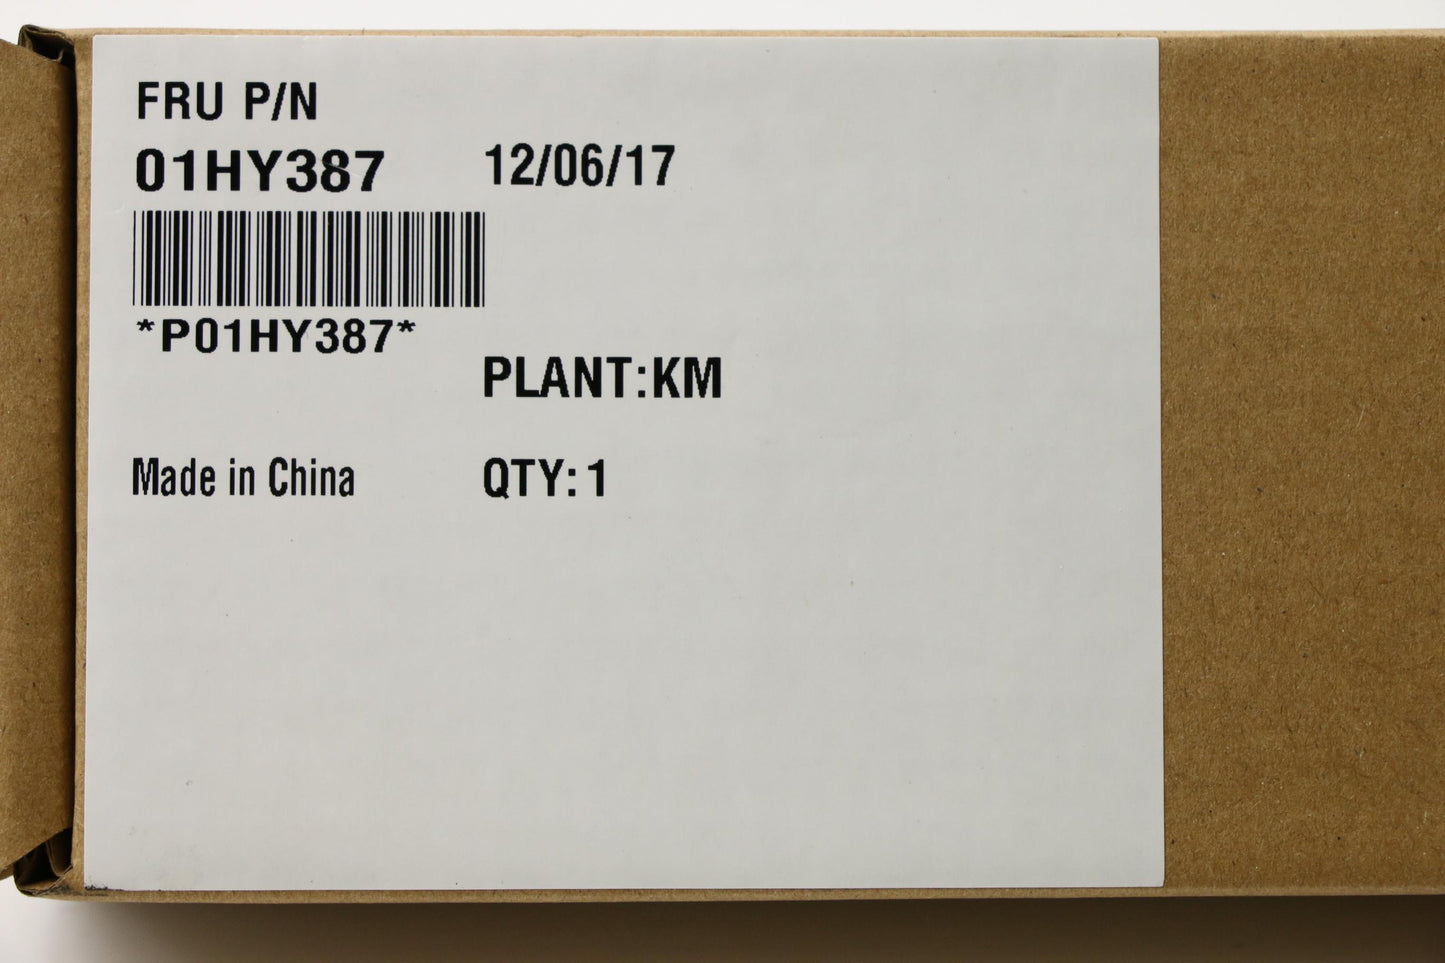 FRU P/N
01HY387 12/06/17
*P01HY387*
PLANT:KM
Made in China QTY: 1